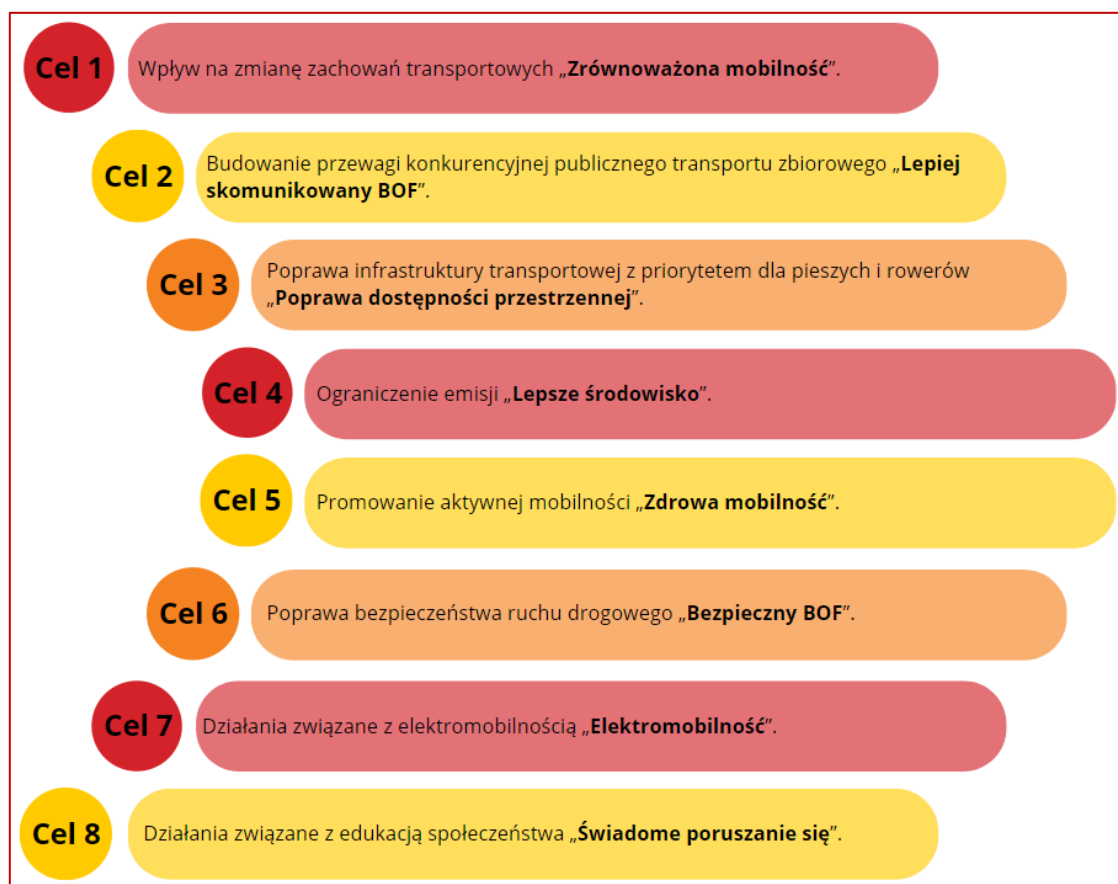 Cel 1
Wpływ na zmianę zachowań transportowych „Zrównoważona mobilność”.
Cel 2
Budowanie przewagi konkurencyjnej publicznego transportu zbiorowego „Lepiej
skomunikowany BOF”.
Cel 3
Poprawa infrastruktury transportowej z priorytetem dla pieszych i rowerów
„Poprawa dostępności przestrzennej”.
Cel 4
Ograniczenie emisji „Lepsze środowisko”.
Cel 5
Promowanie aktywnej mobilności „Zdrowa mobilność”.
Cel 6
Poprawa bezpieczeństwa ruchu drogowego „Bezpieczny BOF”.
Cel 7
Działania związane z elektromobilnością „Elektromobilność”.
Cel 8
Działania związane z edukacją społeczeństwa „Świadome poruszanie się”.